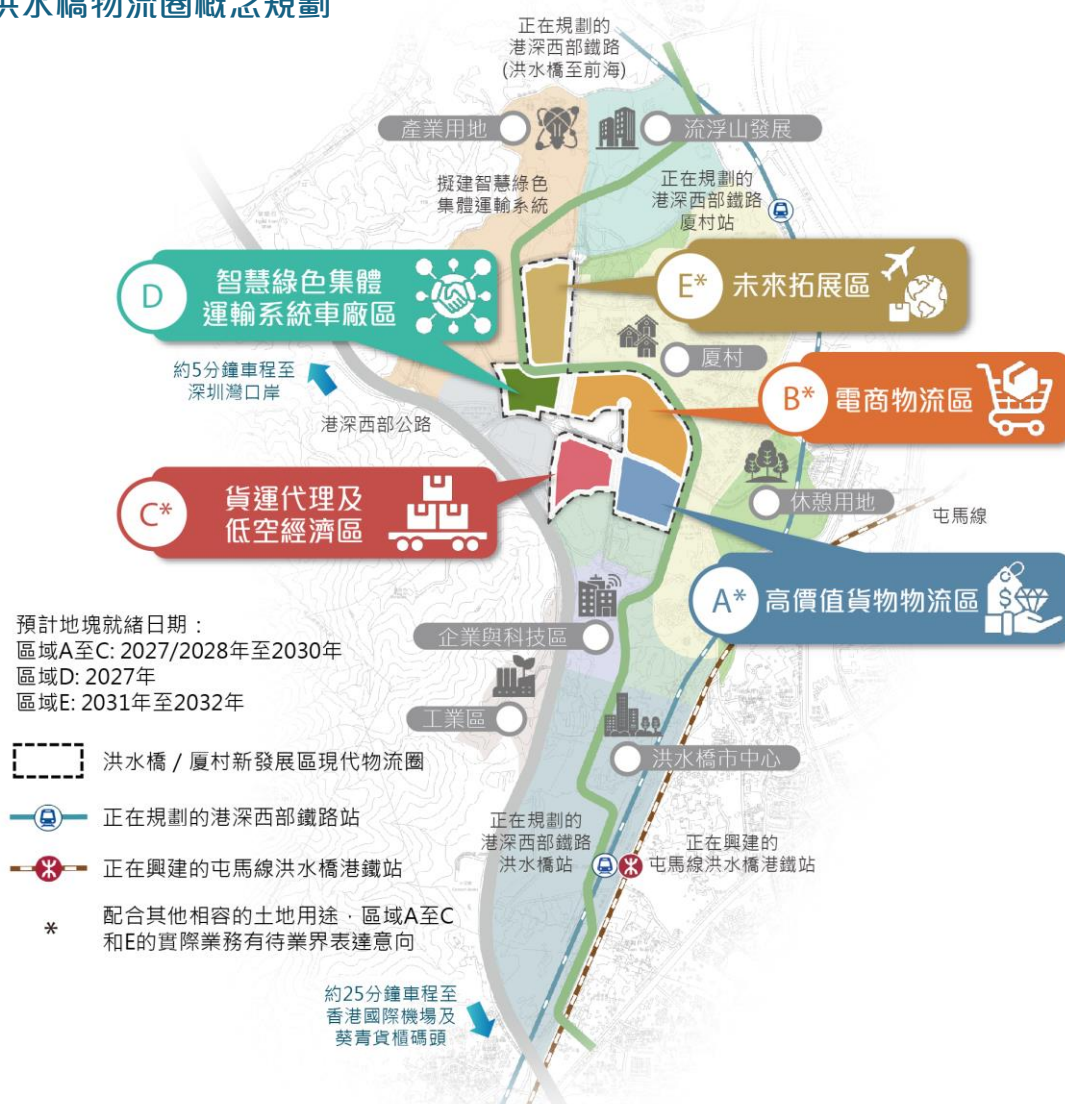 洪水橋物流圈概念規劃
正在規劃的
港深西部鐵路
(洪水橋至前海)
產業用地
流浮山發展
擬建智慧綠色
集體運輸系統
正在規劃的
港深西部鐵路
厦村站
D
智慧綠色集體
運輸系統車廠區
E*
未來拓展區
厦村
約5分鐘車程至
深圳灣口岸
港深西部公路
B*
電商物流區
C*
貨運代理及
低空經濟區
休憩用地
屯馬線
A*
高價值貨物物流區
企業與科技區
工業區
洪水橋市中心
預計地塊就緒日期：
區域A至C: 2027/2028年至2030年
區域D: 2027年
區域E: 2031年至2032年
洪水橋 / 厦村新發展區現代物流圈
正在規劃的港深西部鐵路站
正在興建的屯馬線洪水橋港鐵站
*
配合其他相容的土地用途，區域A至C
和E的實際業務有待業界表達意向
正在規劃的
港深西部鐵路
洪水橋站
正在興建的
屯馬線洪水橋港鐵站
約25分鐘車程至
香港國際機場及
葵青貨櫃碼頭